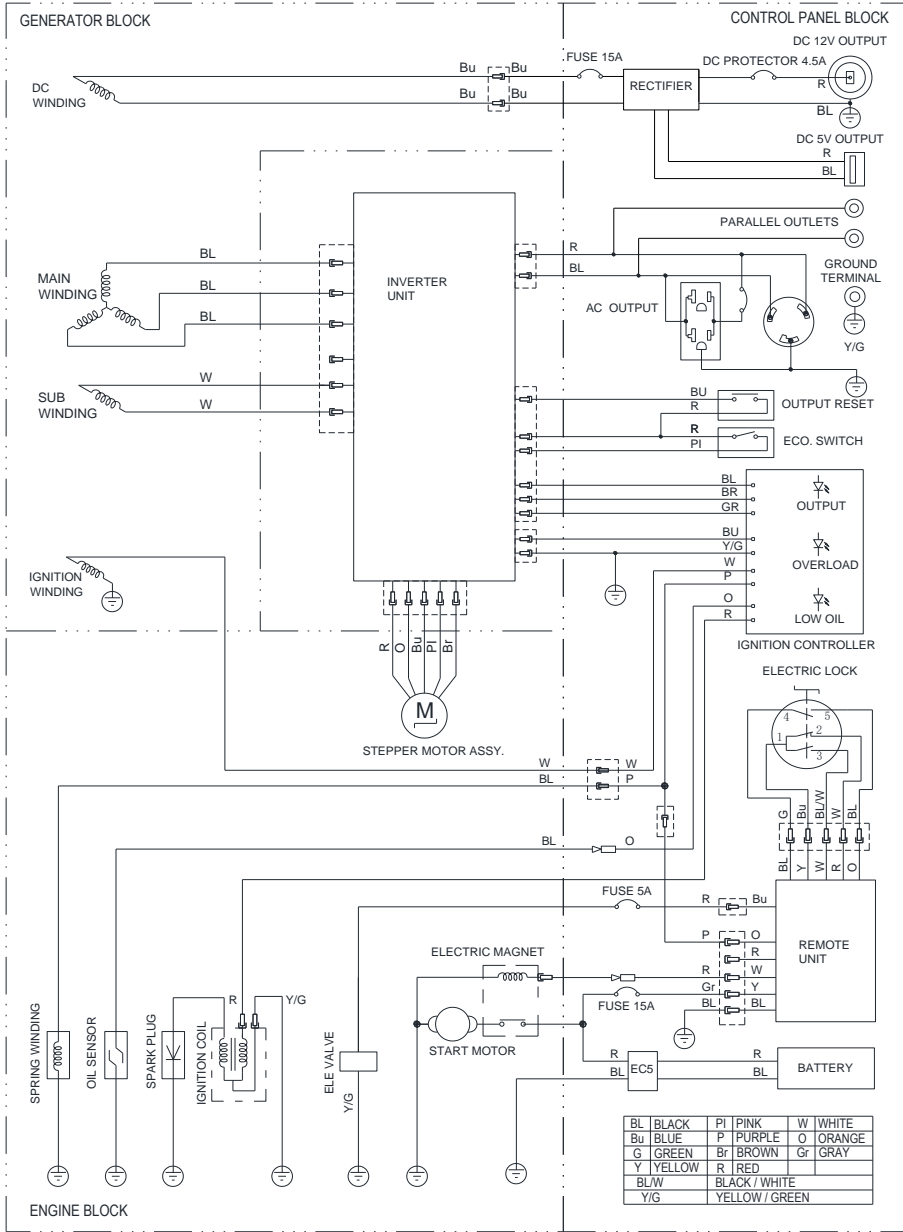 GENERATOR BLOCK
CONTROL PANEL BLOCK
DC 12V OUTPUT
FUSE 15A
DC PROTECTOR 4.5A
Bu
Bu
DC
WINDING
RECTIFIER
R
Bu
Bu
BL
DC 5V OUTPUT
R
BL
PARALLEL OUTLETS
R
BL
MAIN
WINDING
BL
BL
BL
INVERTER
UNIT
GROUND
TERMINAL
AC OUTPUT
Y/G
SUB
WINDING
W
W
BU
R
OUTPUT RESET
R
PI
ECO. SWITCH
BL
BR
GR
OUTPUT
BU
Y/G
W
P
OVERLOAD
O
R
LOW OIL
IGNITION CONTROLLER
IGNITION
WINDING
R
O
Bu
PI
Br
M
STEPPER MOTOR ASSY.
ELECTRIC LOCK
4
5
1
2
3
W
W
BL
P
G
Bu
BL/W
W
BL
BL
Y
W
R
O
BL
O
FUSE 5A
R
Bu
P
O
R
R
W
Gr
Y
BL
BL
REMOTE
UNIT
ELECTRIC MAGNET
FUSE 15A
START MOTOR
R
Y/G
SPRING WINDING
OIL SENSOR
SPARK PLUG
IGNITION COIL
ELE VALVE
Y/G
R
BL
EC5
R
BL
BATTERY
BL BLACK PI PINK W WHITE
Bu BLUE P PURPLE O ORANGE
G GREEN Br BROWN Gr GRAY
Y YELLOW R RED
BL/W BLACK / WHITE
Y/G YELLOW / GREEN
ENGINE BLOCK